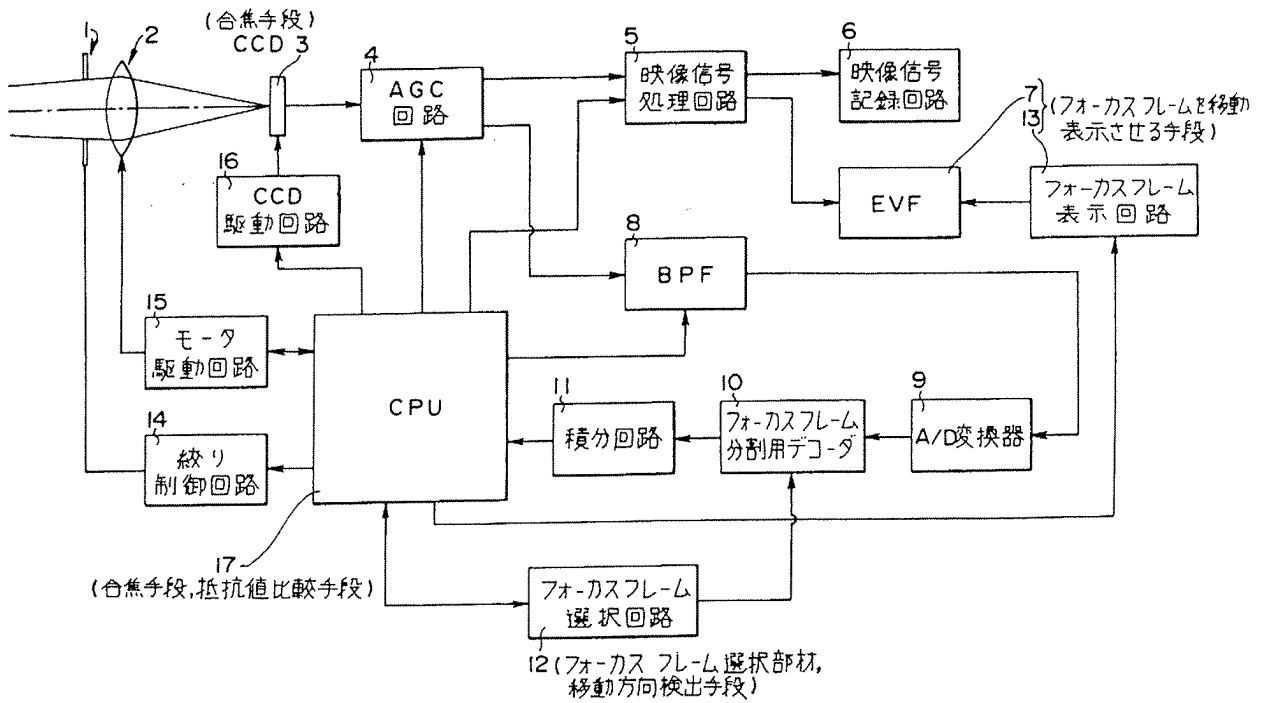 1
2
(合焦手段)
CCD 3
4
AGC
回路
5
映像信号
処理回路
6
映像信号
記録回路
7
13
(フォーカスフレームを移動
表示させる手段)
16
CCD
駆動回路
EVF
フォーカスフレーム
表示回路
8
BPF
15
モータ
駆動回路
CPU
14
絞り
制御回路
11
積分回路
10
フォーカスフレーム
分割用デコーダ
9
A/D変換器
17
(合焦手段,抵抗値比較手段)
フォーカスフレーム
選択回路
12(フォーカス フレーム選択部材,
移動方向検出手段)